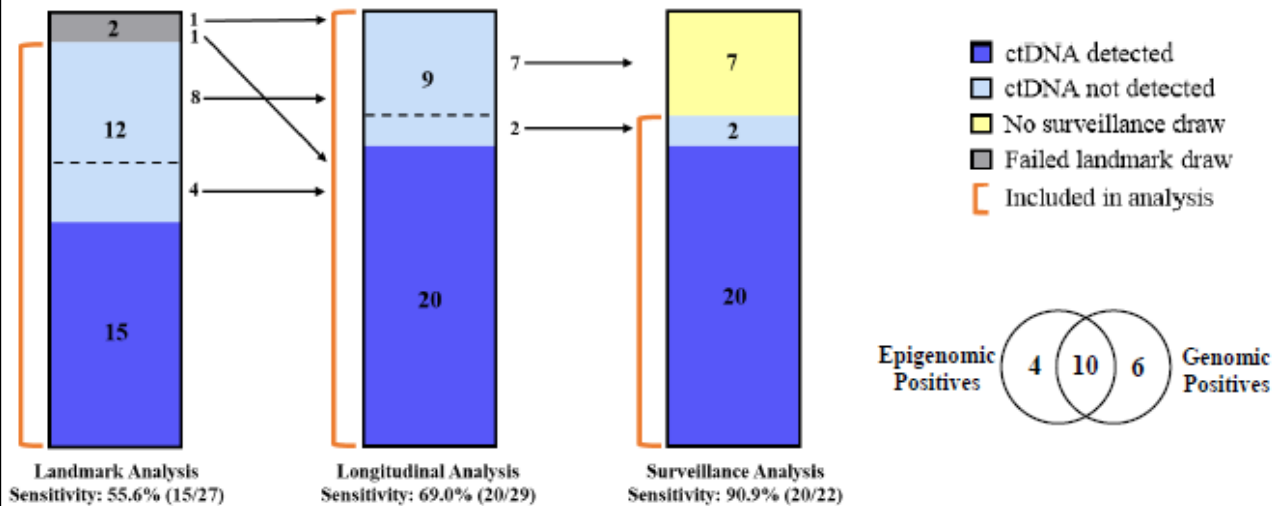 2
12
15
1
1
8
4
9
20
7
2
7
2
20
ctDNA detected
ctDNA not detected
No surveillance draw
Failed landmark draw
Included in analysis
Epigenomic
Positives
4 10 6
Genomic
Positives
Landmark Analysis
Sensitivity: 55.6% (15/27)
Longitudinal Analysis
Sensitivity: 69.0% (20/29)
Surveillance Analysis
Sensitivity: 90.9% (20/22)